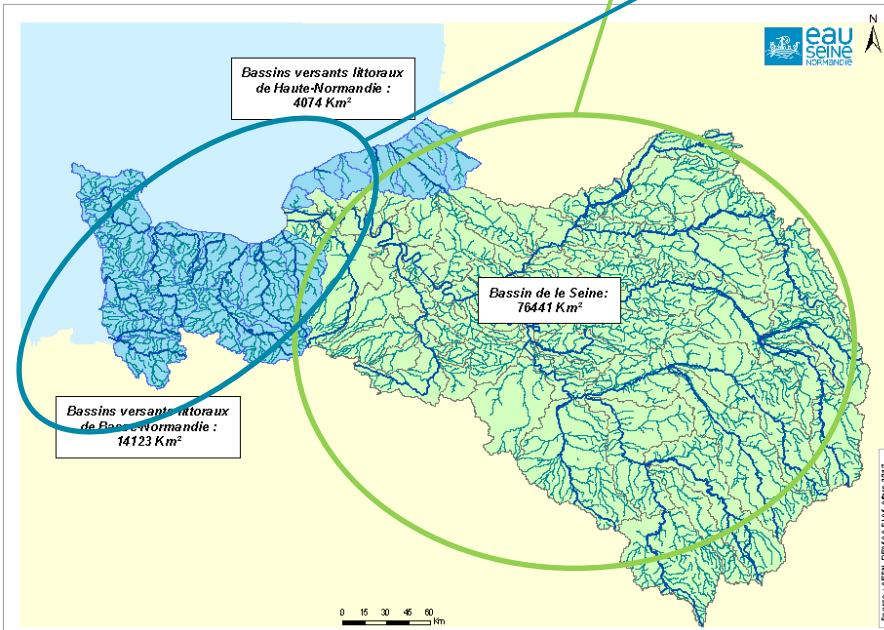 eau
SEINE
NORMANDIE
N
Bassins versants littoraux
de Haute-Normandie :
4074 Km²
Bassin de le Seine:
76441 Km²
Bassins versants littoraux
de Basse-Normandie :
14123 Km²
0 15 30 45 60
Km